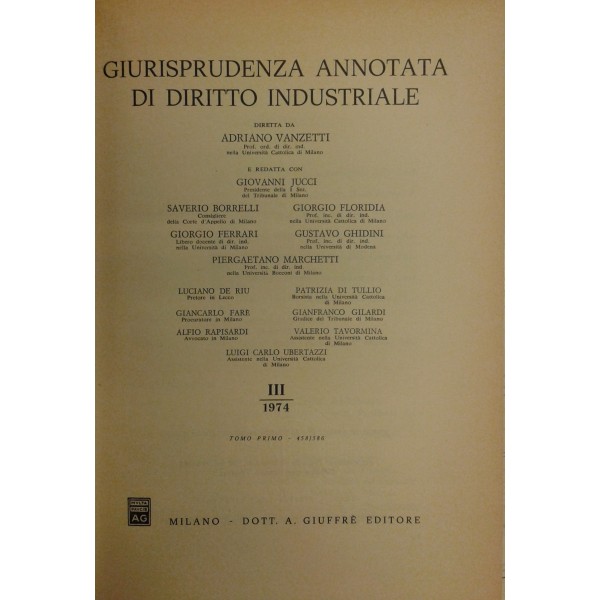 GIURISPRUDENZA ANNOTATA
DI DIRITTO INDUSTRIALE
DIRETTA DA
ADRIANO VANZETTI
Prof. ord. di dir. ind.
nella Università Cattolica di Milano
E REDATTA CON
GIOVANNI JUCCI
Presidente della I Sez.
del Tribunale di Milano
SAVERIO BORRELLI
Consigliere
della Corte d'Appello di Milano
GIORGIO FLORIDIA
Prof. inc. di dir. ind.
nella Università Cattolica di Milano
GIORGIO FERRARI
Libero docente di dir. ind.
nella Università di Milano
GUSTAVO GHIDINI
Prof. inc. di dir. ind.
nella Università di Modena
PIERGAETANO MARCHETTI
Prof. inc. di dir. ind.
nella Università Bocconi di Milano
LUCIANO DE RIU
Pretore in Lecco
PATRIZIA DI TULLIO
Borsista nella Università Cattolica
di Milano
GIANCARLO FARÈ
Procuratore in Milano
GIANFRANCO GILARDI
Giudice del Tribunale di Milano
ALFIO RAPISARDI
Avvocato in Milano
VALERIO TAVORMINA
Assistente nella Università Cattolica
di Milano
LUIGI CARLO UBERTAZZI
Assistente nella Università Cattolica
di Milano
III
1974
TOMO PRIMO -
AG
MILANO - DOTT. A. GIUFFRÈ EDITORE